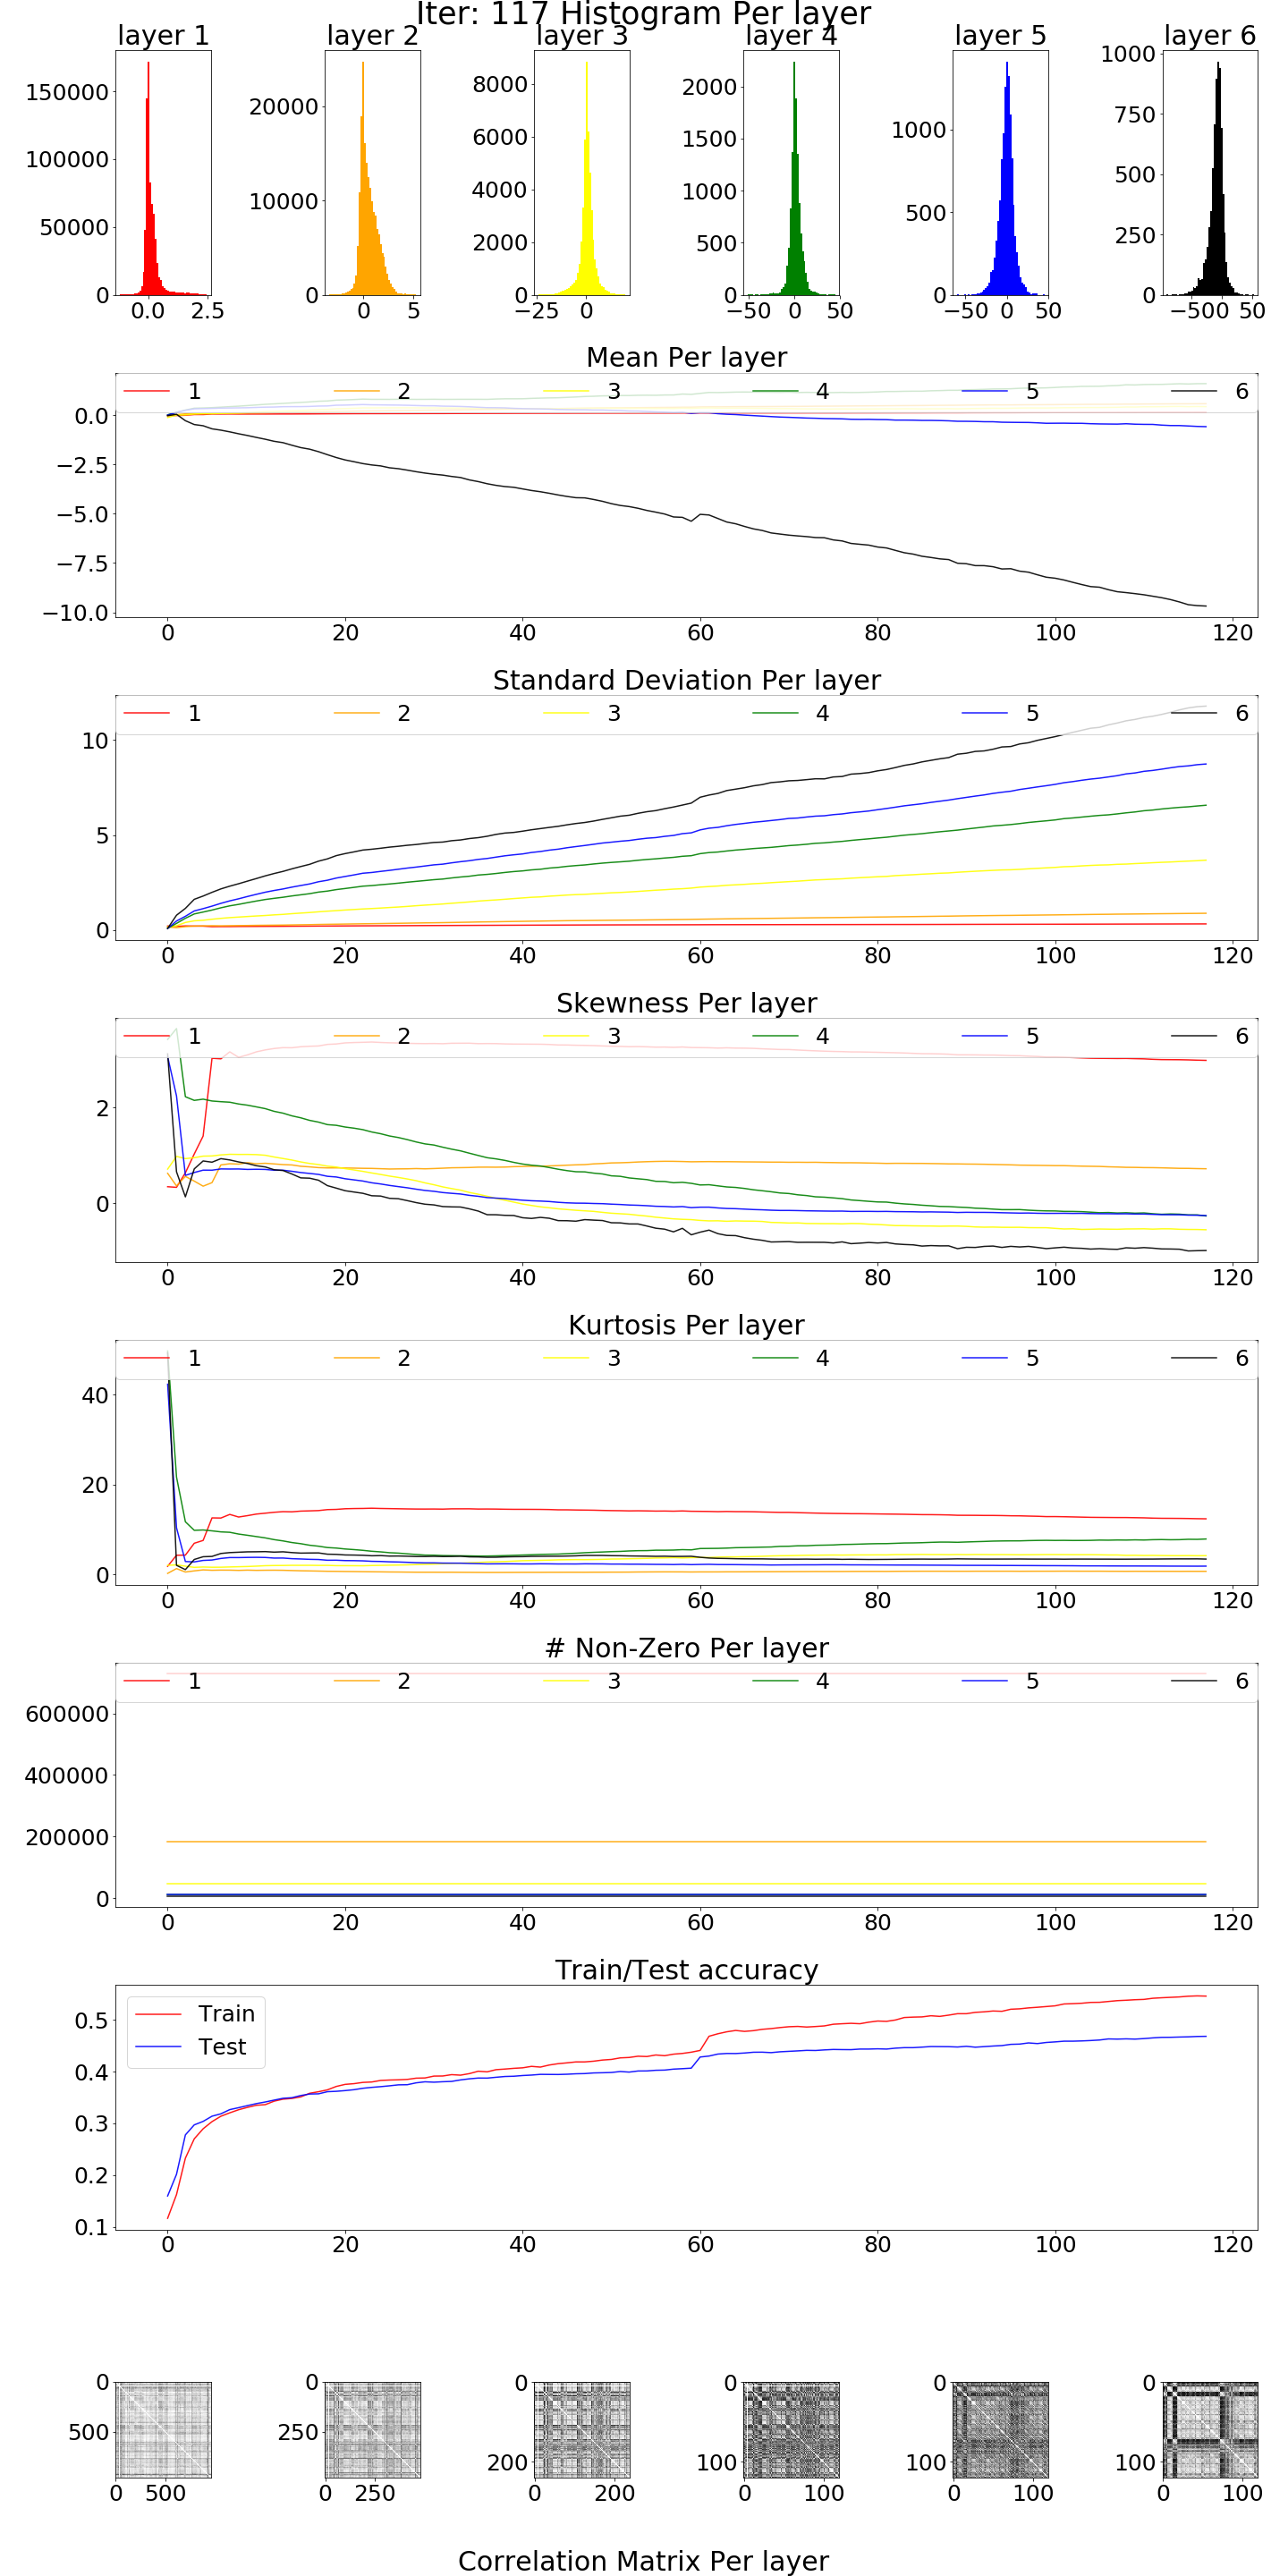 Iter: 117 Histogram Per layer
layer 1 layer 2 layer 3 layer 4 layer 5 layer 6
150000 100000 50000 0
0.0 2.5
20000 10000 0
0 5
8000 6000 4000 2000 0
−25 0
2000 1500 1000 500 0
−50 0 50
1000 500 0
−50 0 50
1000 750 500 250 0
−50 0 50
Mean Per layer
1 2 3 4 5 6
0.0
−2.5
−5.0
−7.5
−10.0
0 20 40 60 80 100 120
Standard Deviation Per layer
1 2 3 4 5 6
10
5
0
0 20 40 60 80 100 120
Skewness Per layer
1 2 3 4 5 6
2
0
0 20 40 60 80 100 120
Kurtosis Per layer
1 2 3 4 5 6
40
20
0
0 20 40 60 80 100 120
# Non-Zero Per layer
1 2 3 4 5 6
600000
400000
200000
0
0 20 40 60 80 100 120
Train/Test accuracy
Train
Test
0.5
0.4
0.3
0.2
0.1
0 20 40 60 80 100 120
0 0 0 0 0 0
500 250 200 100 100 100
0 500 0 250 0 200 0 100 0 100 0 100
Correlation Matrix Per layer